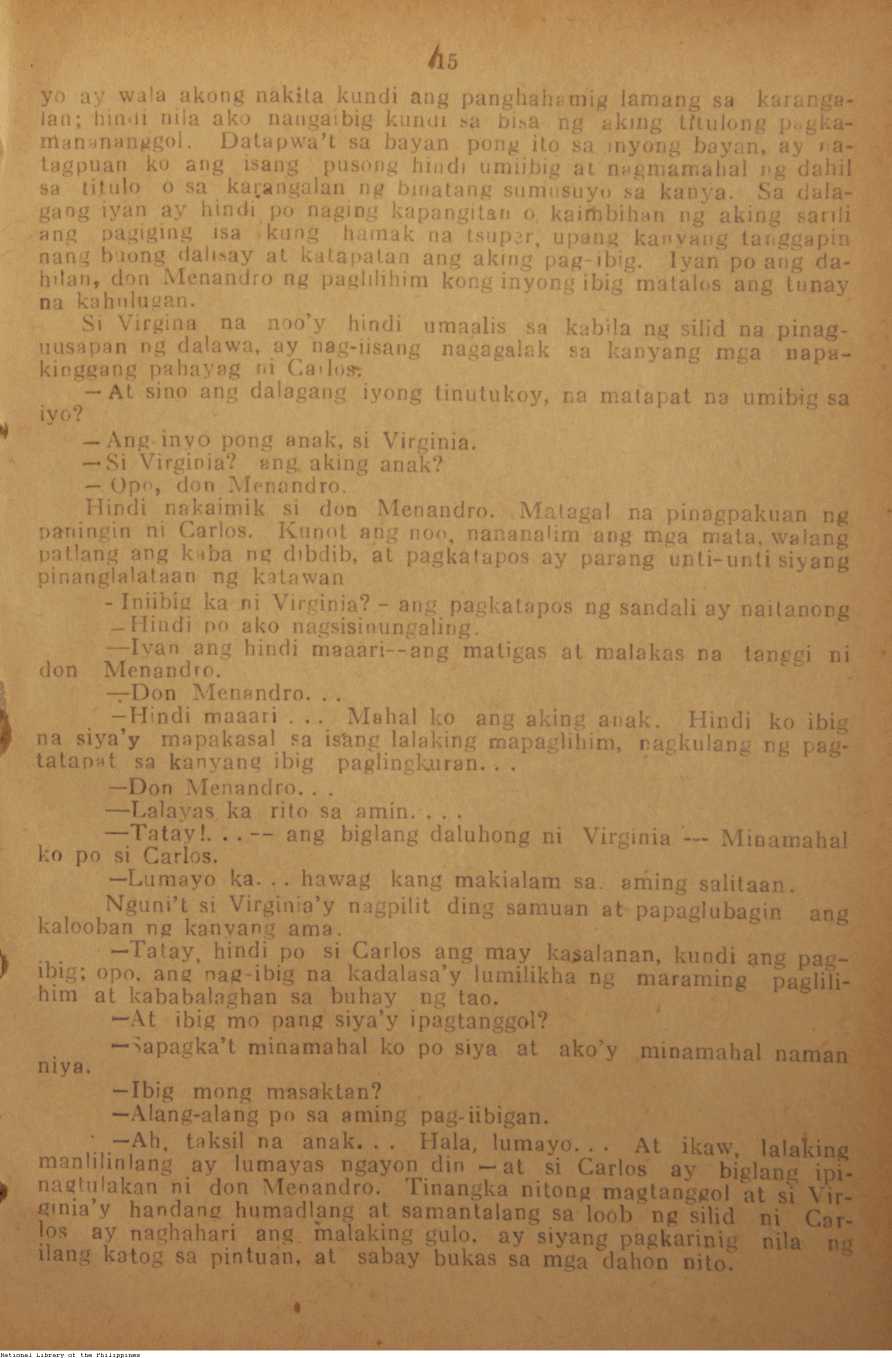 15
yo ay wala akong nakita kundi ang panghahamig lamang sa karanga-
lan; hindi nila ako nangaibig kundi sa bisa ng aking titulong pagka-
manananggol. Datapwa't sa bayan pong ito sa inyong bayan, ay na-
tagpuan ko ang isang pusong hindi umiibig at nagmamahal ng dahil
sa titulo o sa karangalan ng binatang sumusuyo sa kanya. Sa dala-
gang iyan ay hindi po naging kapangitan o kaimbihan ng aking sarili
ang pagiging isa kung hamak na tsuper, upang kanyang tanggapin
nang buong dalisay at katapatan ang aking pag-ibig. Iyan po ang da-
hilan, don Menandro ng paglilihim kong inyong ibig matalos ang tunay
na kahulugan.
Si Virgina na noo'y hindi umaalis sa kabila ng silid na pinag-
uusapan ng dalawa, ay nag-iisang nagagalak sa kanyang mga napa-
kinggang pahayag ni Carlos:
— At sino ang dalagang iyong tinutukoy, na matapat na umibig sa
iyo?
— Ang inyo pong anak, si Virginia.
— Si Virginia? ang aking anak?
— Opo, don Menandro.
Hindi nakaimik si don Menandro. Matagal na pinagpakuan ng
paningin ni Carlos. Kunot ang noo, nananalim ang mga mata, walang
patlang ang kaba ng dibdib, at pagkatapos ay parang unti-unti siyang
pinanglalataan ng katawan
- Iniibig ka ni Virginia? - ang pagkatapos ng sandali ay naitanong
— Hindi po ako nagsisinungaling.
—Iyan ang hindi maaari--ang matigas at malakas na tanggi ni
don Menandro.
—Don Menandro. . .
—Hindi maaari . . . Mahal ko ang aking anak. Hindi ko ibig
na siya'y mapakasal sa isang lalaking mapaglihim, nagkulang ng pag-
tatapat sa kanyang ibig paglingkuran. . .
—Don Menandro. . .
—Lalayas ka rito sa amin. . . .
—Tatay!. . . -- ang biglang daluhong ni Virginia --- Minamahal
ko po si Carlos.
—Lumayo ka. . . hawag kang makialam sa. aming salitaan.
Nguni't si Virginia'y nagpilit ding samuan at papaglubagin ang
kalooban ng kanyang ama.
—Tatay, hindi po si Carlos ang may kasalanan, kundi ang pag-
ibig; opo, ang pag-ibig na kadalasa'y lumilikha ng maraming paglili-
him at kababalaghan sa buhay ng tao.
—At ibig mo pang siya'y ipagtanggol?
—Sapagka't minamahal ko po siya at ako'y minamahal naman
niya.
—Ibig mong masaktan?
—Alang-alang po sa aming pag-iibigan.
—Ah, taksil na anak. . . Hala, lumayo. . . At ikaw, lalaking
manlilinlang ay lumayas ngayon din — at si Carlos ay biglang ipi-
nagtulakan ni don Menandro. Tinangka nitong magtanggol at si Vir-
ginia'y handang humadlang at samantalang sa loob ng silid ni Car-
los ay naghahari ang malaking gulo, ay siyang pagkarinig nila ng
ilang katog sa pintuan, at sabay bukas sa mga dahon nito.
National Library of the Philippines